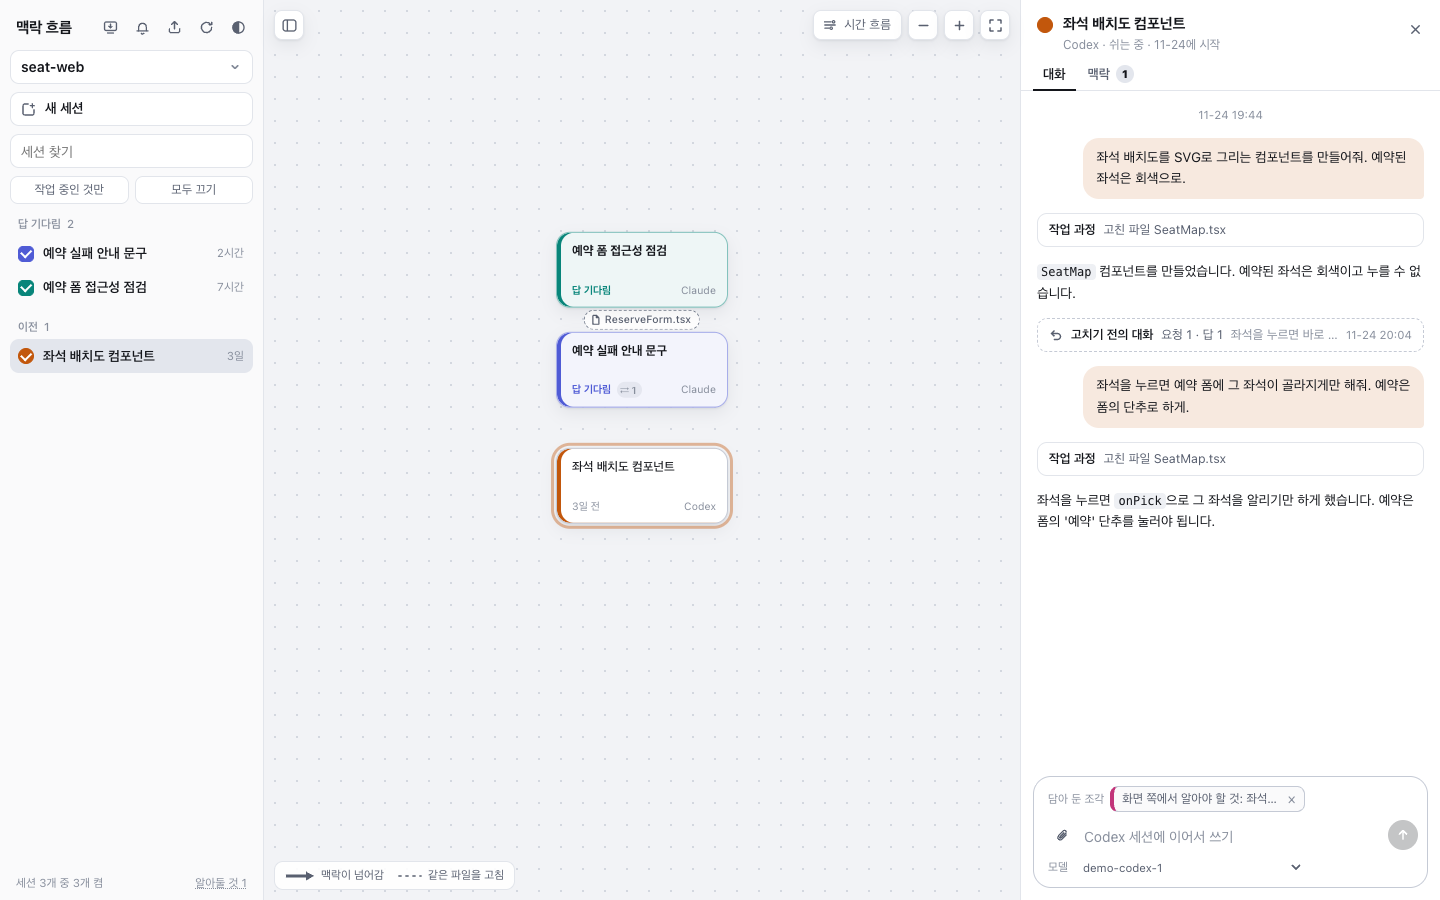 맥락 흐름
seat-web
새 세션
세션 찾기
작업 중인 것만
모두 끄기
답 기다림 2
예약 실패 안내 문구 2시간
예약 폼 접근성 점검 7시간
이전 1
좌석 배치도 컴포넌트 3일
세션 3개 중 3개 켬
알아둘 것 1
시간 흐름
예약 폼 접근성 점검
답 기다림 Claude
ReserveForm.tsx
예약 실패 안내 문구
답 기다림 ⇄ 1 Claude
좌석 배치도 컴포넌트
3일 전 Codex
맥락이 넘어감
같은 파일을 고침
좌석 배치도 컴포넌트
Codex · 쉬는 중 · 11-24에 시작
대화
맥락 1
11-24 19:44
좌석 배치도를 SVG로 그리는 컴포넌트를 만들어줘. 예약된
좌석은 회색으로.
작업 과정 고친 파일 SeatMap.tsx
SeatMap 컴포넌트를 만들었습니다. 예약된 좌석은 회색이고 누를 수 없
습니다.
고치기 전의 대화 요청 1 · 답 1 좌석을 누르면 바로 ... 11-24 20:04
좌석을 누르면 예약 폼에 그 좌석이 골라지게만 해줘. 예약은
폼의 단추로 하게.
작업 과정 고친 파일 SeatMap.tsx
좌석을 누르면 onPick으로 그 좌석을 알리기만 하게 했습니다. 예약은
폼의 '예약' 단추를 눌러야 됩니다.
담아 둔 조각
화면 쪽에서 알아야 할 것: 좌석...
Codex 세션에 이어서 쓰기
모델 demo-codex-1